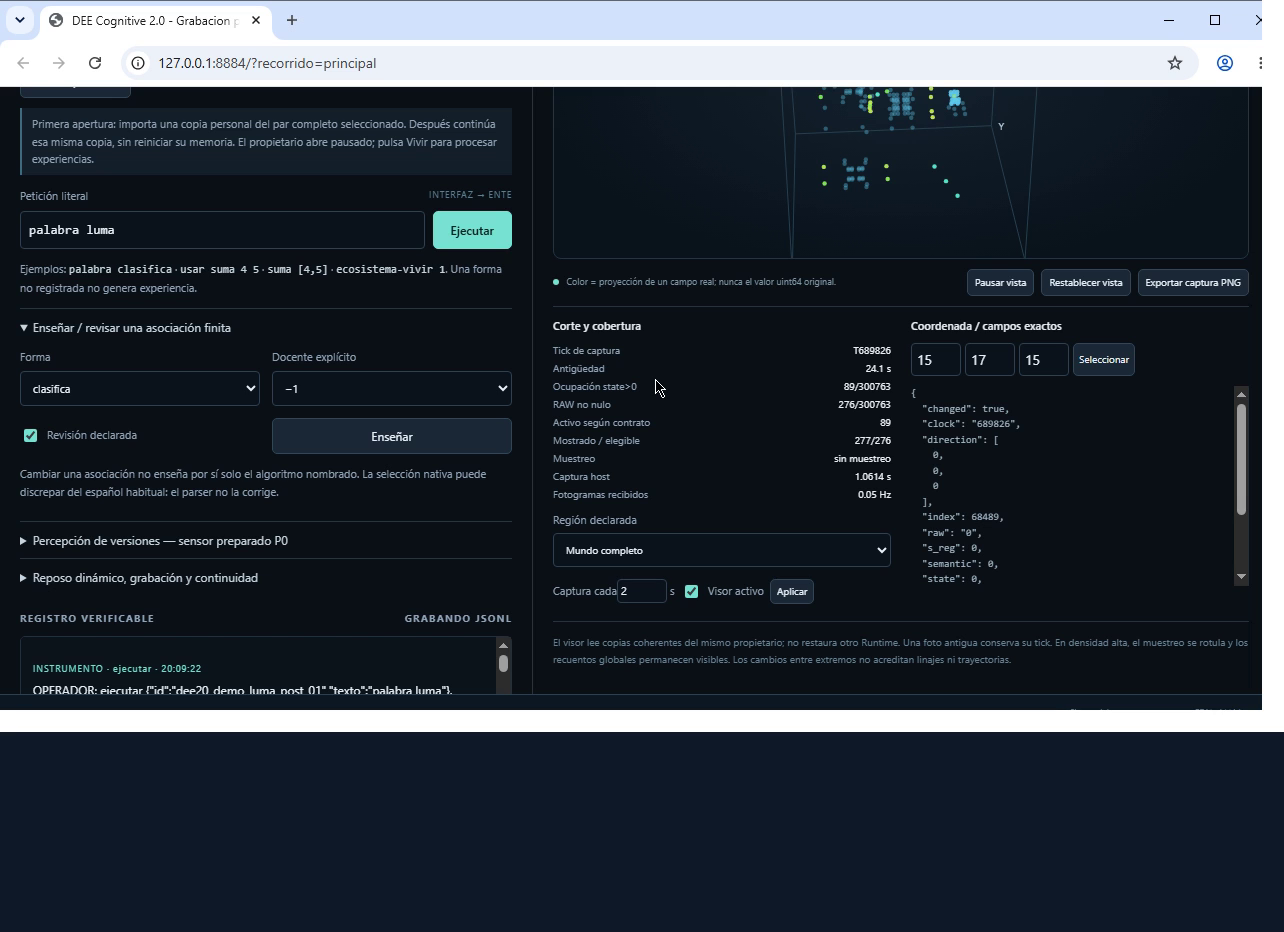 DEE Cognitive 2.0 - Grabacion p
127.0.0.1:8884/?recorrido=principal
Primera apertura: importa una copia personal del par completo seleccionado. Después continúa
esa misma copia, sin reiniciar su memoria. El propietario abre pausado; pulsa Vivir para procesar
experiencias.
Petición literal
INTERFAZ → ENTE
palabra luma
Ejecutar
Ejemplos: palabra clasifica · usar suma 4 5 · suma [4,5] · ecosistema-vivir 1. Una forma
no registrada no genera experiencia.
▼ Enseñar / revisar una asociación finita
Forma
Docente explícito
clasifica
−1
Revisión declarada
Enseñar
Cambiar una asociación no enseña por sí solo el algoritmo nombrado. La selección nativa puede
discrepar del español habitual: el parser no la corrige.
▶ Percepción de versiones — sensor preparado P0
▶ Reposo dinámico, grabación y continuidad
REGISTRO VERIFICABLE
GRABANDO JSONL
INSTRUMENTO · ejecutar · 20:09:22
OPERADOR: ejecutar {"id":"dee20_demo_luma_post_01" "texto":"palabra luma"}.
Y
Color = proyección de un campo real; nunca el valor uint64 original.
Pausar vista
Restablecer vista
Exportar captura PNG
Corte y cobertura
Tick de captura T689826
Antigüedad 24.1 s
Ocupación state>0 89/300763
RAW no nulo 276/300763
Activo según contrato 89
Mostrado / elegible 277/276
Muestreo sin muestreo
Captura host 1.0614 s
Fotogramas recibidos 0.05 Hz
Región declarada
Mundo completo
Captura cada 2 s Visor activo Aplicar
Coordenada / campos exactos
15 17 15 Seleccionar
{
"changed": true,
"clock": "689826",
"direction": [
0,
0,
0
],
"index": 68489,
"raw": "0",
"s_reg": 0,
"semantic": 0,
"state": 0,
El visor lee copias coherentes del mismo propietario; no restaura otro Runtime. Una foto antigua conserva su tick. En densidad alta, el muestreo se rotula y los
recuentos globales permanecen visibles. Los cambios entre extremos no acreditan linajes ni trayectorias.